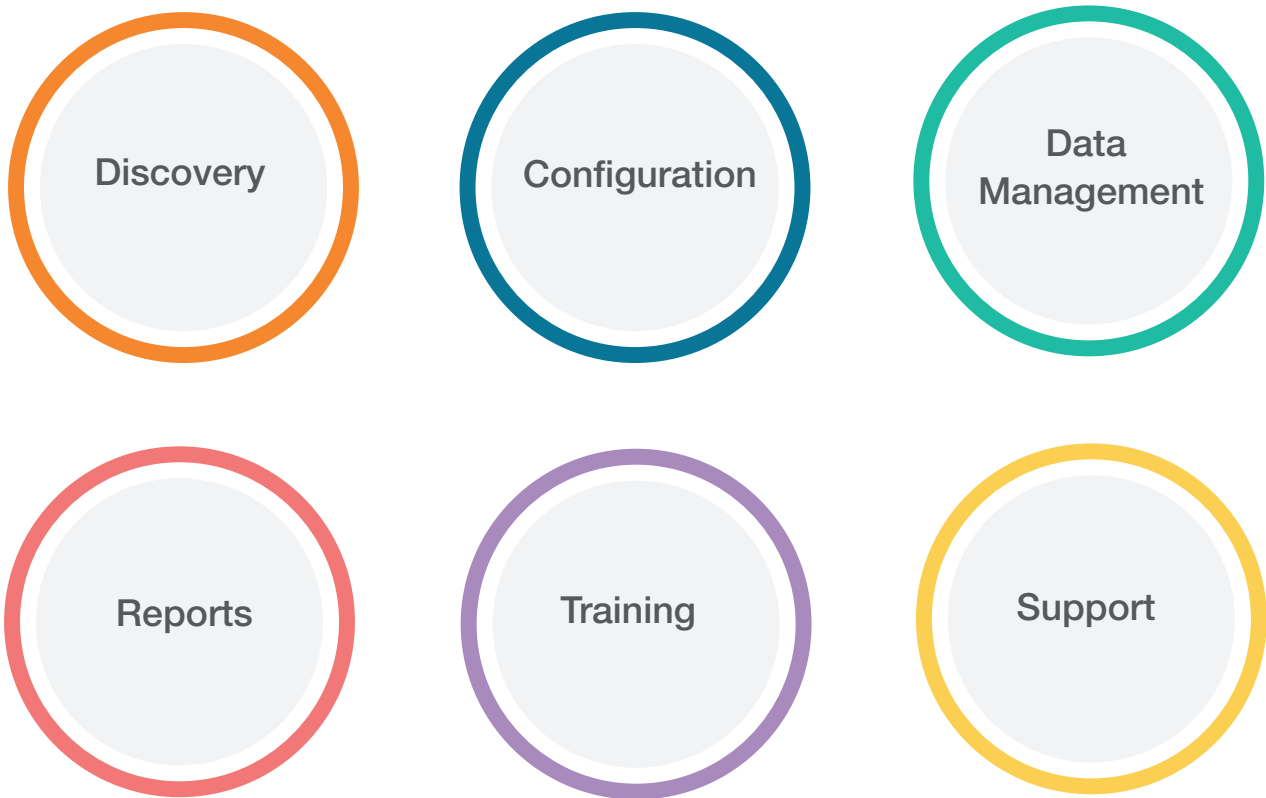 Discovery
Configuration
Data
Management
Reports
Training
Support